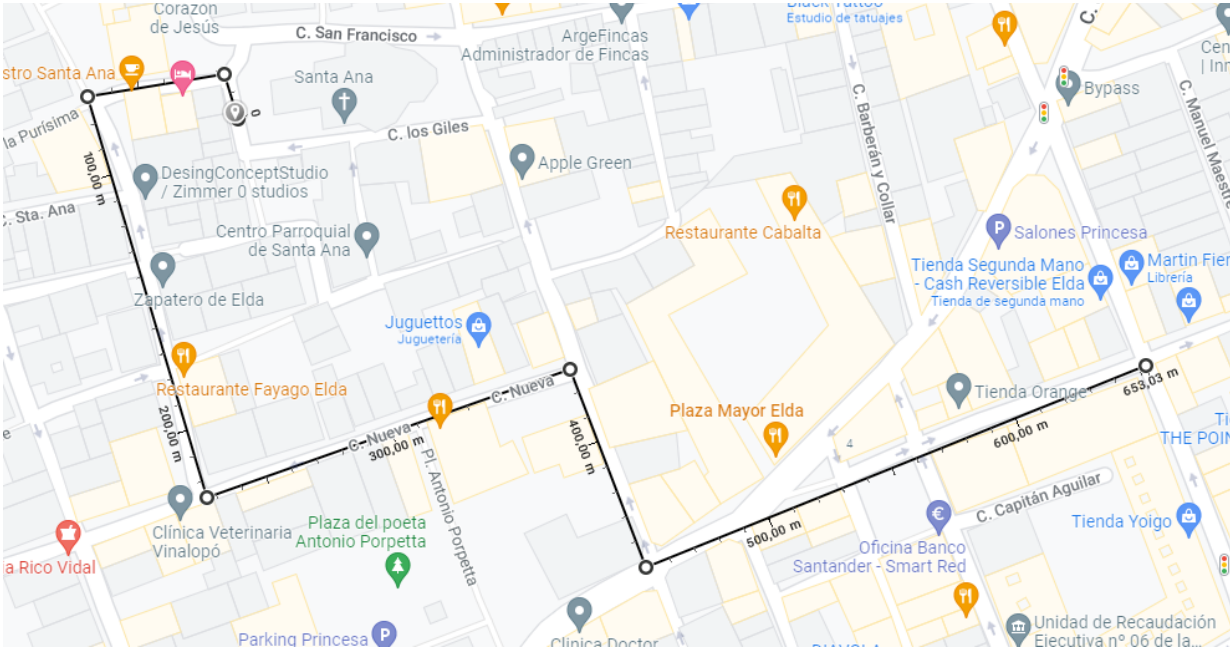 Corazón
de Jesús
C. San Francisco
ArgeFincas
Administrador de Fincas
Estudio de tatuajes
C.
stro Santa Ana
Santa Ana
0
Bypass
la Purísima
C. los Giles
C. Barberán y Collar
C. Manuel Maestre
100,00 m
DesingConceptStudio
/ Zimmer 0 studios
Apple Green
C. Sta. Ana
Centro Parroquial
de Santa Ana
Restaurante Cabalta
Salones Princesa
Tienda Segunda Mano
- Cash Reversible Elda
Tienda de segunda mano
Martin Fier
Librería
Zapatero de Elda
Juguettos
Juguetería
Restaurante Fayago Elda
C. Nueva
Tienda Orange
653,03 m
200,00 m
C. Nueva
300,00 m
400,00 m
Plaza Mayor Elda
4
600,00 m
THE POIN
Pl. Antonio Porpetta
C. Capitán Aguilar
Clínica Veterinaria
Vinalopó
Plaza del poeta
Antonio Porpetta
500,00 m
Tienda Yoigo
a Rico Vidal
Oficina Banco
Santander - Smart Red
Parking Princesa
Clinica Doctor
Unidad de Recaudación
Ejecutiva nº 06 de la...